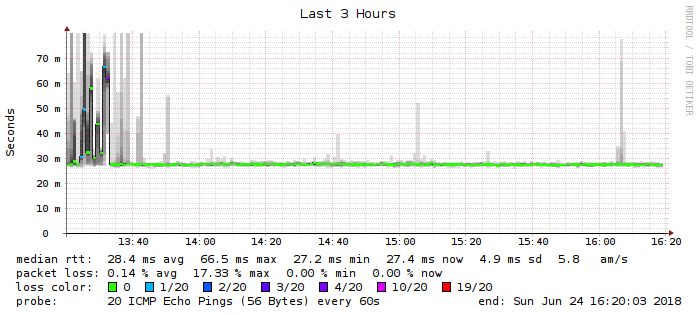 Last 3 Hours
RRDTOOL / TOBI OETIKER
Seconds
70 m
60 m
50 m
40 m
30 m
20 m
10 m
0
13:40 14:00 14:20 14:40 15:00 15:20 15:40 16:00 16:20
median rtt: 28.4 ms avg 66.5 ms max 27.2 ms min 27.4 ms now 4.9 ms sd 5.8 am/s
packet loss: 0.14 % avg 17.33 % max 0.00 % min 0.00 % now
loss color: 0 1/20 2/20 3/20 4/20 10/20 19/20
probe: 20 ICMP Echo Pings (56 Bytes) every 60s end: Sun Jun 24 16:20:03 2018